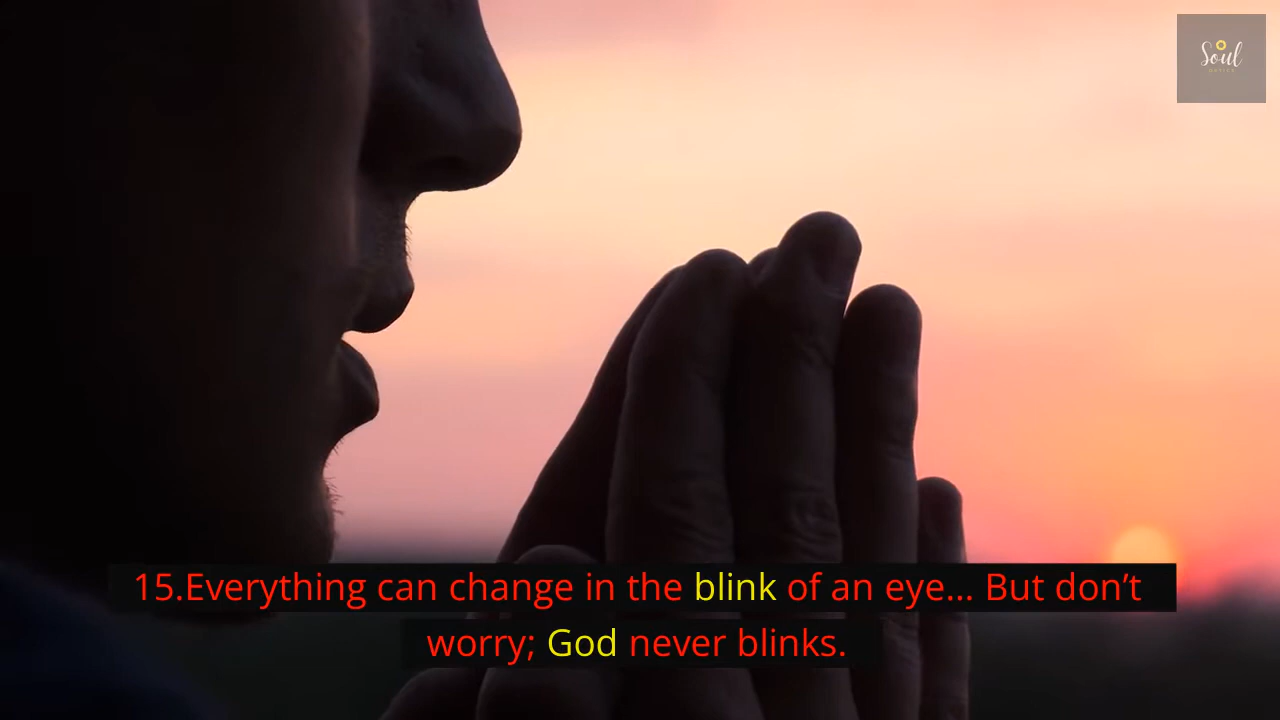 Soul
15.Everything can change in the blink of an eye... But don’t
worry; God never blinks.